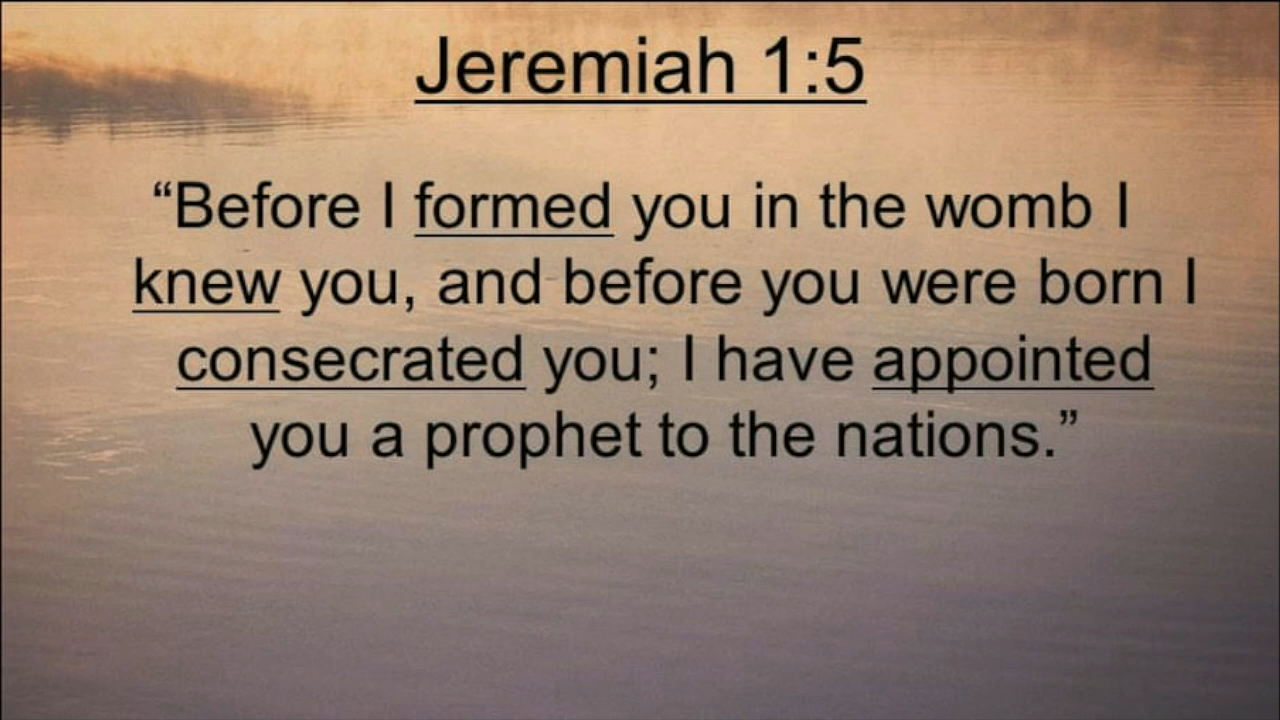 Jeremiah 1:5
“Before I formed you in the womb I
knew you, and before you were born I
consecrated you; I have appointed
you a prophet to the nations.”